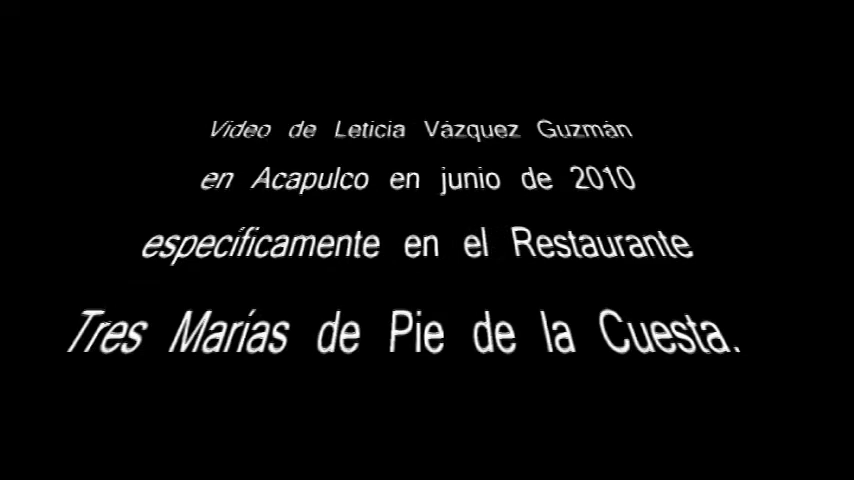 Video de Leticia Vázquez Guzmán
en Acapulco en junio de 2010
específicamente en el Restaurante
Tres Marías de Pie de la Cuesta.